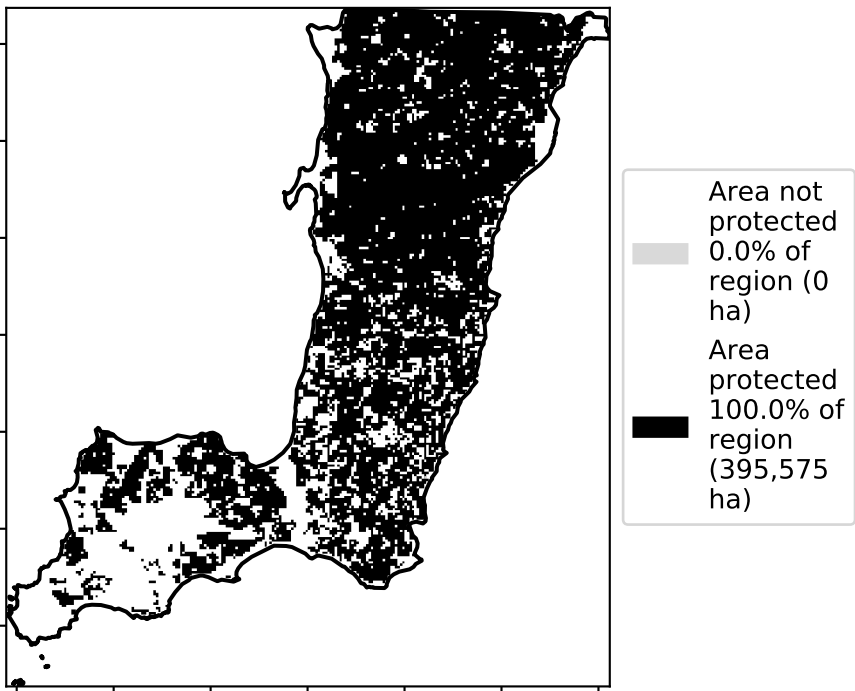 Area not
protected
0.0% of
region (0
ha)
Area
protected
100.0% of
region
(395,575
ha)